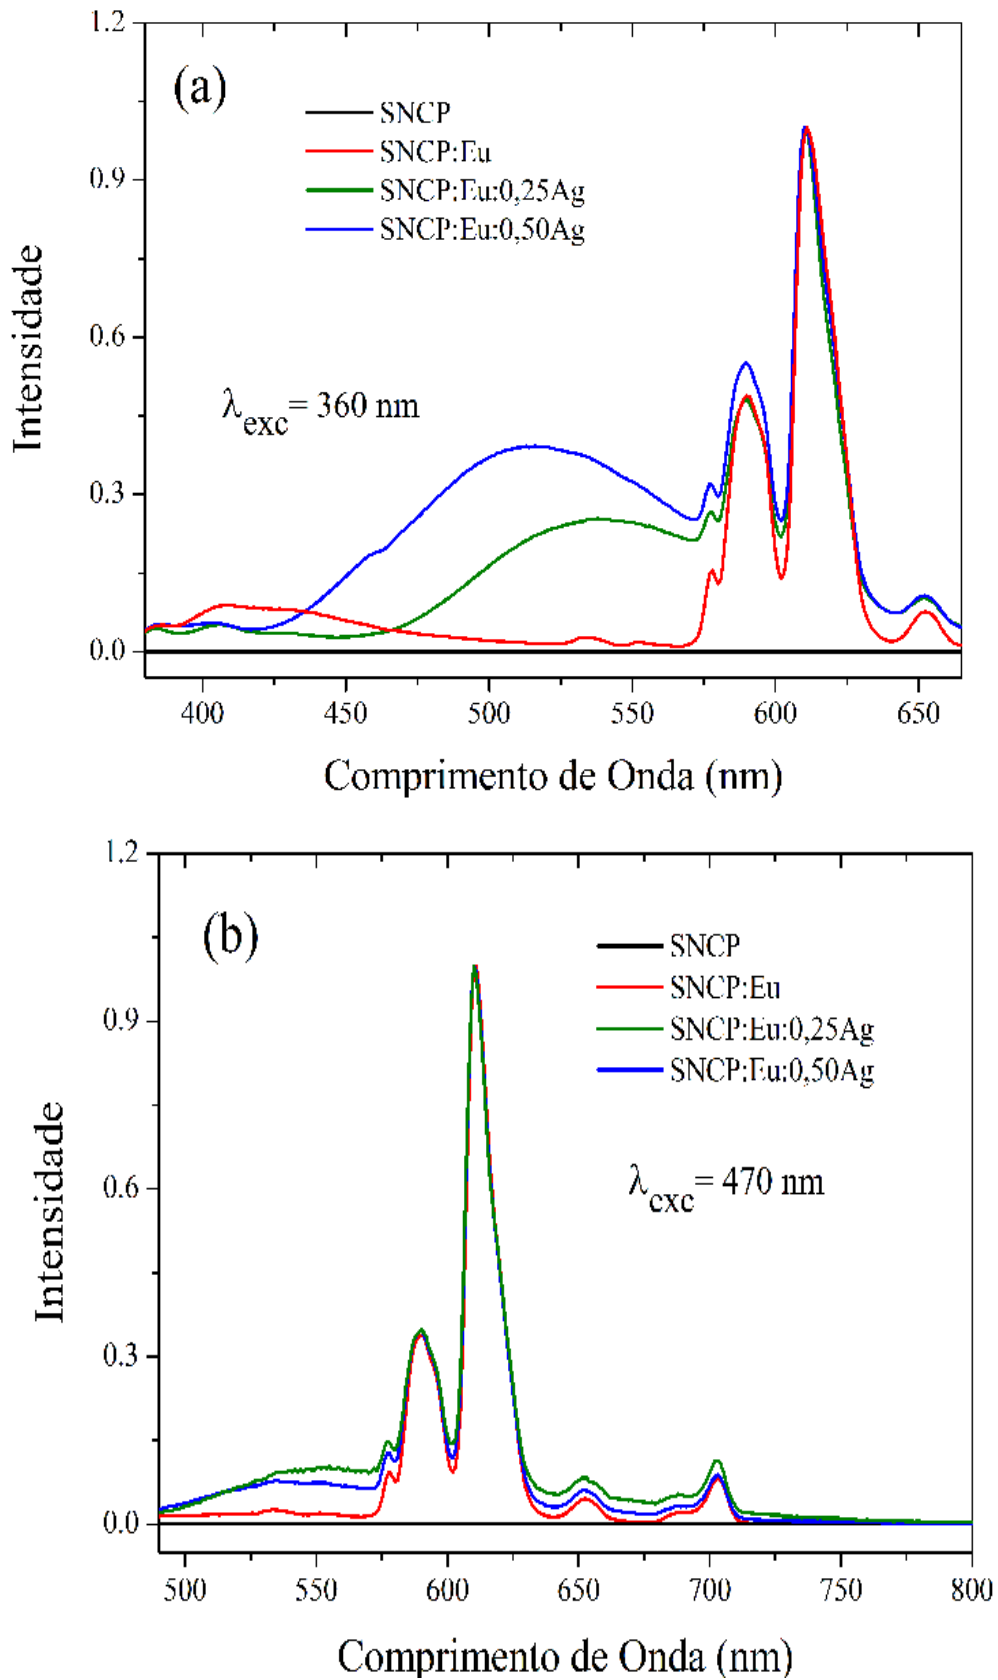 1.2
(a)
SNCP
SNCP:Eu
0.9
SNCP:Eu:0,25Ag
SNCP:Eu:0,50Ag
Intensidade
0.6
λexc= 360 nm
0.3
0.0
400 450 500 550 600 650
Comprimento de Onda (nm)
1.2
(b)
SNCP
SNCP:Eu
0.9
SNCP:Eu:0,25Ag
SNCP:Eu:0,50Ag
Intensidade
0.6
λexc= 470 nm
0.3
0.0
500 550 600 650 700 750 800
Comprimento de Onda (nm)